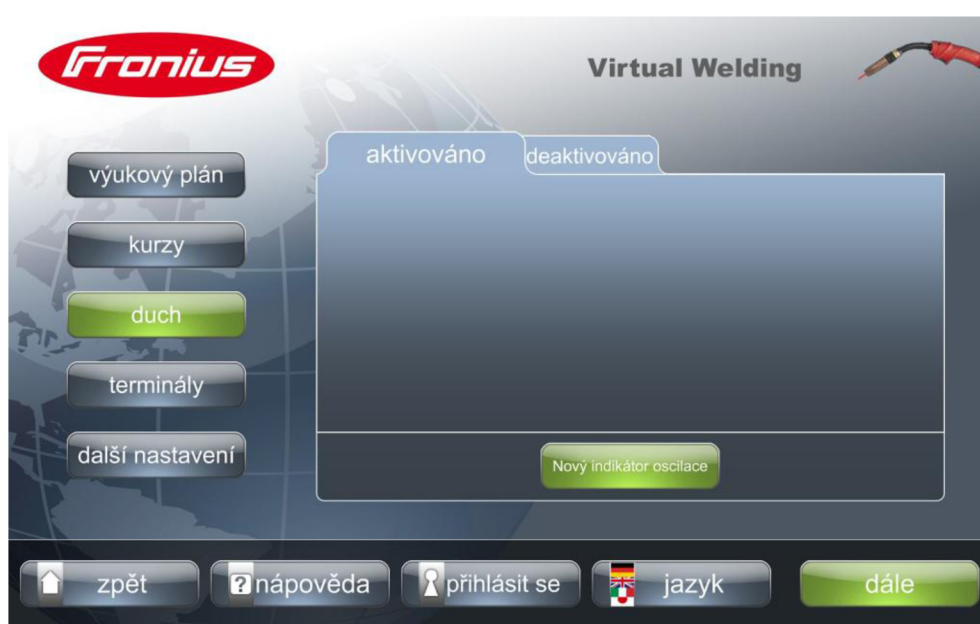 Fronius
Virtual Welding
aktivováno
deaktivováno
výukový plán
kurzy
duch
terminály
další nastavení
Nový indikátor oscilace
zpět
? nápověda
přihlásit se
jazyk
dále